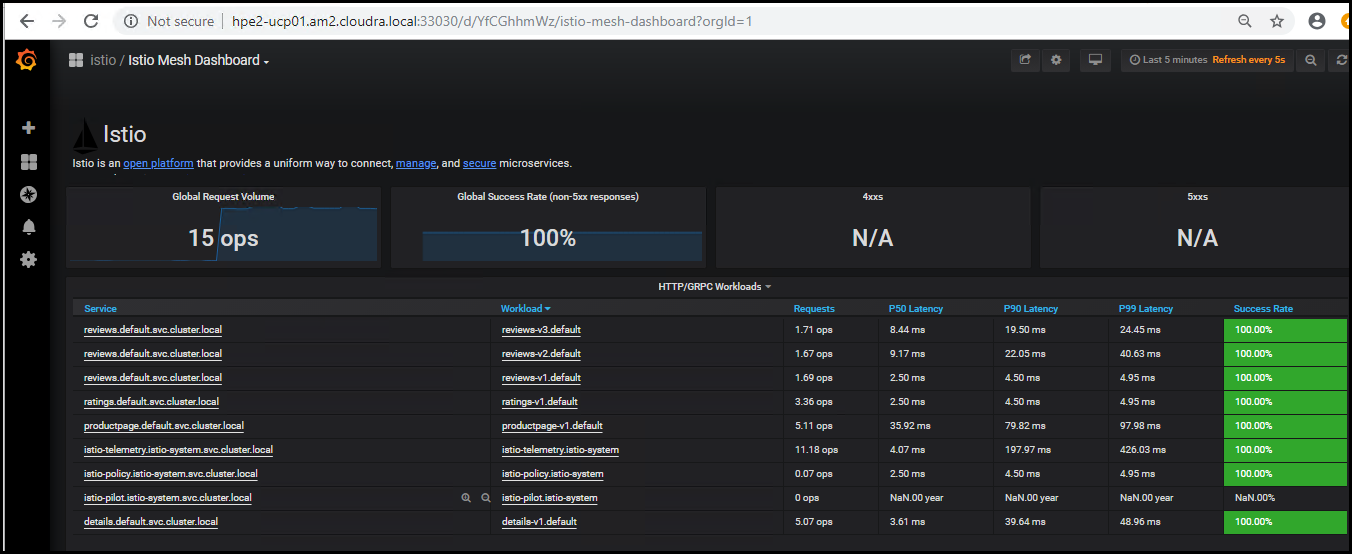 Not secure | hpe2-ucp01.am2.cloudra.local:33030/d/YfCGhhmWz/istio-mesh-dashboard?orgId=1
istio / Istio Mesh Dashboard
Last 5 minutes Refresh every 5s
Istio
Istio is an open platform that provides a uniform way to connect, manage, and secure microservices.
Global Request Volume
15 ops
Global Success Rate (non-5xx responses)
100%
4xxs
N/A
5xxs
N/A
HTTP/GRPC Workloads
Service Workload Requests P50 Latency P90 Latency P99 Latency Success Rate
reviews.default.svc.cluster.local reviews-v3.default 1.71 ops 8.44 ms 19.50 ms 24.45 ms 100.00%
reviews.default.svc.cluster.local reviews-v2.default 1.67 ops 9.17 ms 22.05 ms 40.63 ms 100.00%
reviews.default.svc.cluster.local reviews-v1.default 1.69 ops 2.50 ms 4.50 ms 4.95 ms 100.00%
ratings.default.svc.cluster.local ratings-v1.default 3.36 ops 2.50 ms 4.50 ms 4.95 ms 100.00%
productpage.default.svc.cluster.local productpage-v1.default 5.11 ops 35.92 ms 79.82 ms 97.98 ms 100.00%
istio-telemetry.istio-system.svc.cluster.local istio-telemetry.istio-system 11.18 ops 4.07 ms 197.97 ms 426.03 ms 100.00%
istio-policy.istio-system.svc.cluster.local istio-policy.istio-system 0.07 ops 2.50 ms 4.50 ms 4.95 ms 100.00%
istio-pilot.istio-system.svc.cluster.local istio-pilot.istio-system 0 ops NaN.00 year NaN.00 year NaN.00 year NaN.00%
details.default.svc.cluster.local details-v1.default 5.07 ops 3.61 ms 39.64 ms 48.96 ms 100.00%